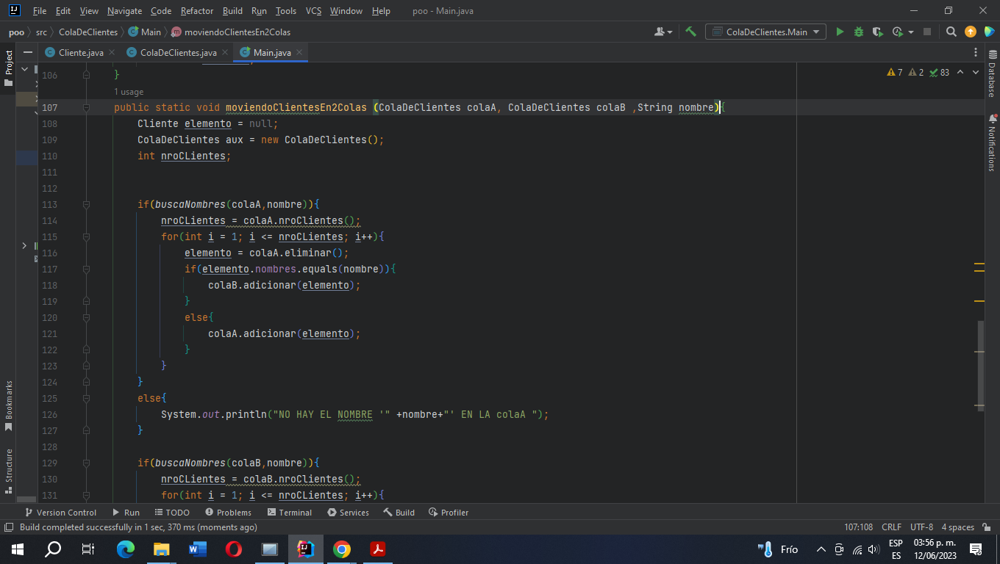 File Edit View Navigate Code Refactor Build Run Tools VCS Window Help poo - Main.java
poo src ColaDeClientes Main moviendoClientesEn2Colas ColaDeClientes.Main
Project Cliente.java ColaDeClientes.java Main.java
7 2 83
106 }
1 usage
107 public static void moviendoClientesEn2Colas (ColaDeClientes colaA, ColaDeClientes colaB ,String nombre){
108 Cliente elemento = null;
109 ColaDeClientes aux = new ColaDeClientes();
110 int nroCLientes;
111
112
113 if(buscaNombres(colaA,nombre)){
114 nroCLientes = colaA.nroClientes();
115 for(int i = 1; i <= nroCLientes; i++){
116 elemento = colaA.eliminar();
117 if(elemento.nombres.equals(nombre)){
118 colaB.adicionar(elemento);
119 }
120 else{
121 colaA.adicionar(elemento);
122 }
123 }
124 }
125 else{
126 System.out.println("NO HAY EL NOMBRE '" +nombre+"' EN LA colaA ");
127 }
128
129 if(buscaNombres(colaB,nombre)){
130 nroCLientes = colaB.nroClientes();
131 for(int i = 1; i <= nroCLientes; i++){
Bookmarks
Structure
Database
Notifications
Version Control Run TODO Problems Terminal Services Build Profiler
Build completed successfully in 1 sec, 370 ms (moments ago) 107:108 CRLF UTF-8 4 spaces
Frío ESP 03:56 p. m.
ES 12/06/2023